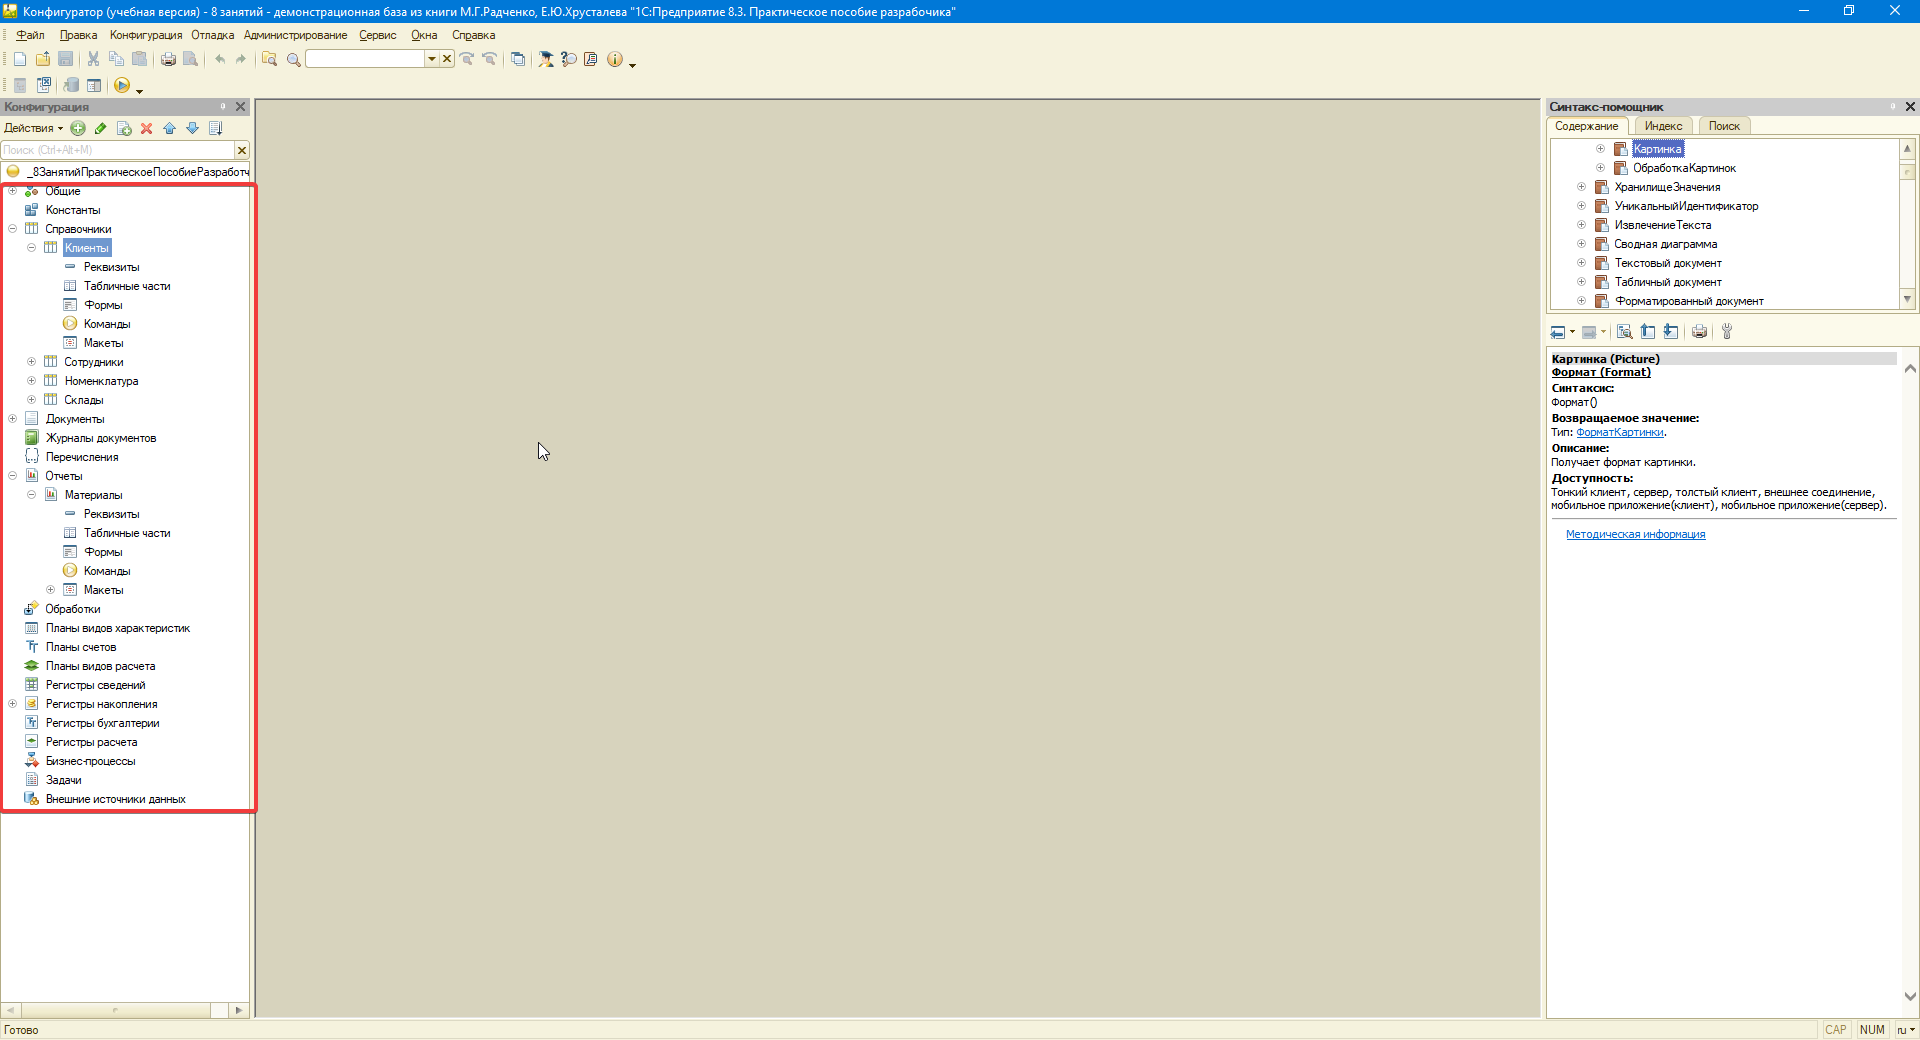 Конфигуратор (учебная версия) - 8 занятий - демонстрационная база из книги М.Г.Радченко, Е.Ю.Хрусталева "1С:Предприятие 8.3. Практическое пособие разрабочика"
Файл Правка Конфигурация Отладка Администрирование Сервис Окна Справка
Конфигурация
Действия
Поиск (Ctrl+Alt+M)
_8ЗанятийПрактическоеПособиеРазработч
Общие
Константы
Справочники
Клиенты
Реквизиты
Табличные части
Формы
Команды
Макеты
Сотрудники
Номенклатура
Склады
Документы
Журналы документов
Перечисления
Отчеты
Материалы
Реквизиты
Табличные части
Формы
Команды
Макеты
Обработки
Планы видов характеристик
Планы счетов
Планы видов расчета
Регистры сведений
Регистры накопления
Регистры бухгалтерии
Регистры расчета
Бизнес-процессы
Задачи
Внешние источники данных
Синтакс-помощник
Содержание Индекс Поиск
Картинка
ОбработкаКартинок
ХранилищеЗначения
УникальныйИдентификатор
ИзвлечениеТекста
Сводная диаграмма
Текстовый документ
Табличный документ
Форматированный документ
Картинка (Picture)
Формат (Format)
Синтаксис:
Формат()
Возвращаемое значение:
Тип: ФорматКартинки.
Описание:
Получает формат картинки.
Доступность:
Тонкий клиент, сервер, толстый клиент, внешнее соединение,
мобильное приложение(клиент), мобильное приложение(сервер).
Методическая информация
Готово
CAP NUM ru